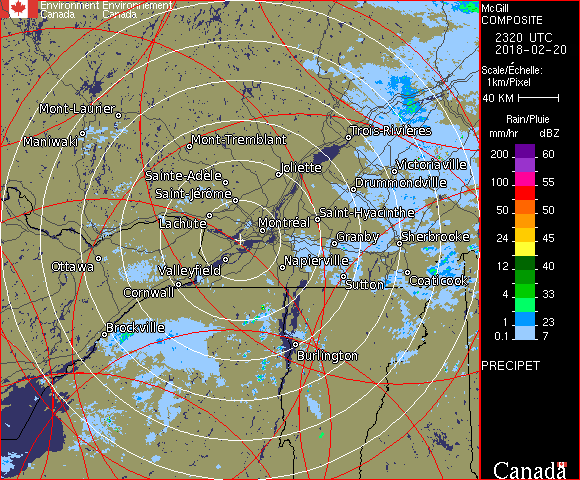 Environment Environnement
Canada Canada
McGill
COMPOSITE
2320 UTC
2018-02-20
Scale/Échelle:
1km/Pixel
40 KM
Rain/Pluie
mm/hr dBZ
200 60
100 55
50 50
24 45
12 40
4 33
1 23
0.1 7
PRECIPET
Canada
Mont-Laurier
Maniwaki
Mont-Tremblant
Trois-Rivières
Joliette
Victoriaville
Sainte-Adèle
Drummondville
Saint-Jérôme
Lachute
Saint-Hyacinthe
Montréal
Granby
Sherbrooke
Ottawa
Valleyfield
Napierville
Cornwall
Sutton
Coaticook
Brockville
Burlington